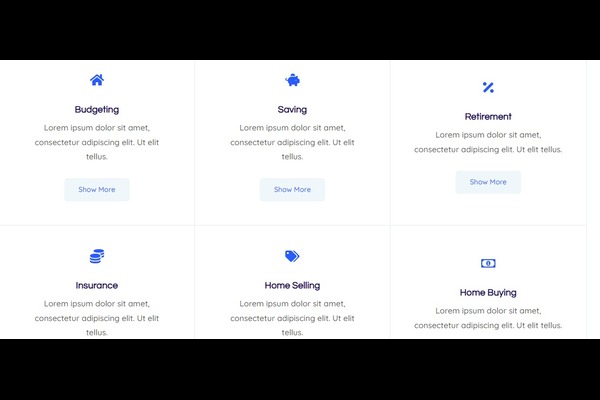 Budgeting
Lorem ipsum dolor sit amet,
consectetur adipiscing elit. Ut elit
tellus.
Show More
Saving
Lorem ipsum dolor sit amet,
consectetur adipiscing elit. Ut elit
tellus.
Show More
Retirement
Lorem ipsum dolor sit amet,
consectetur adipiscing elit. Ut elit tellus.
Show More
Insurance
Lorem ipsum dolor sit amet,
consectetur adipiscing elit. Ut elit
tellus.
Home Selling
Lorem ipsum dolor sit amet,
consectetur adipiscing elit. Ut elit
tellus.
Home Buying
Lorem ipsum dolor sit amet,
consectetur adipiscing elit. Ut elit tellus.